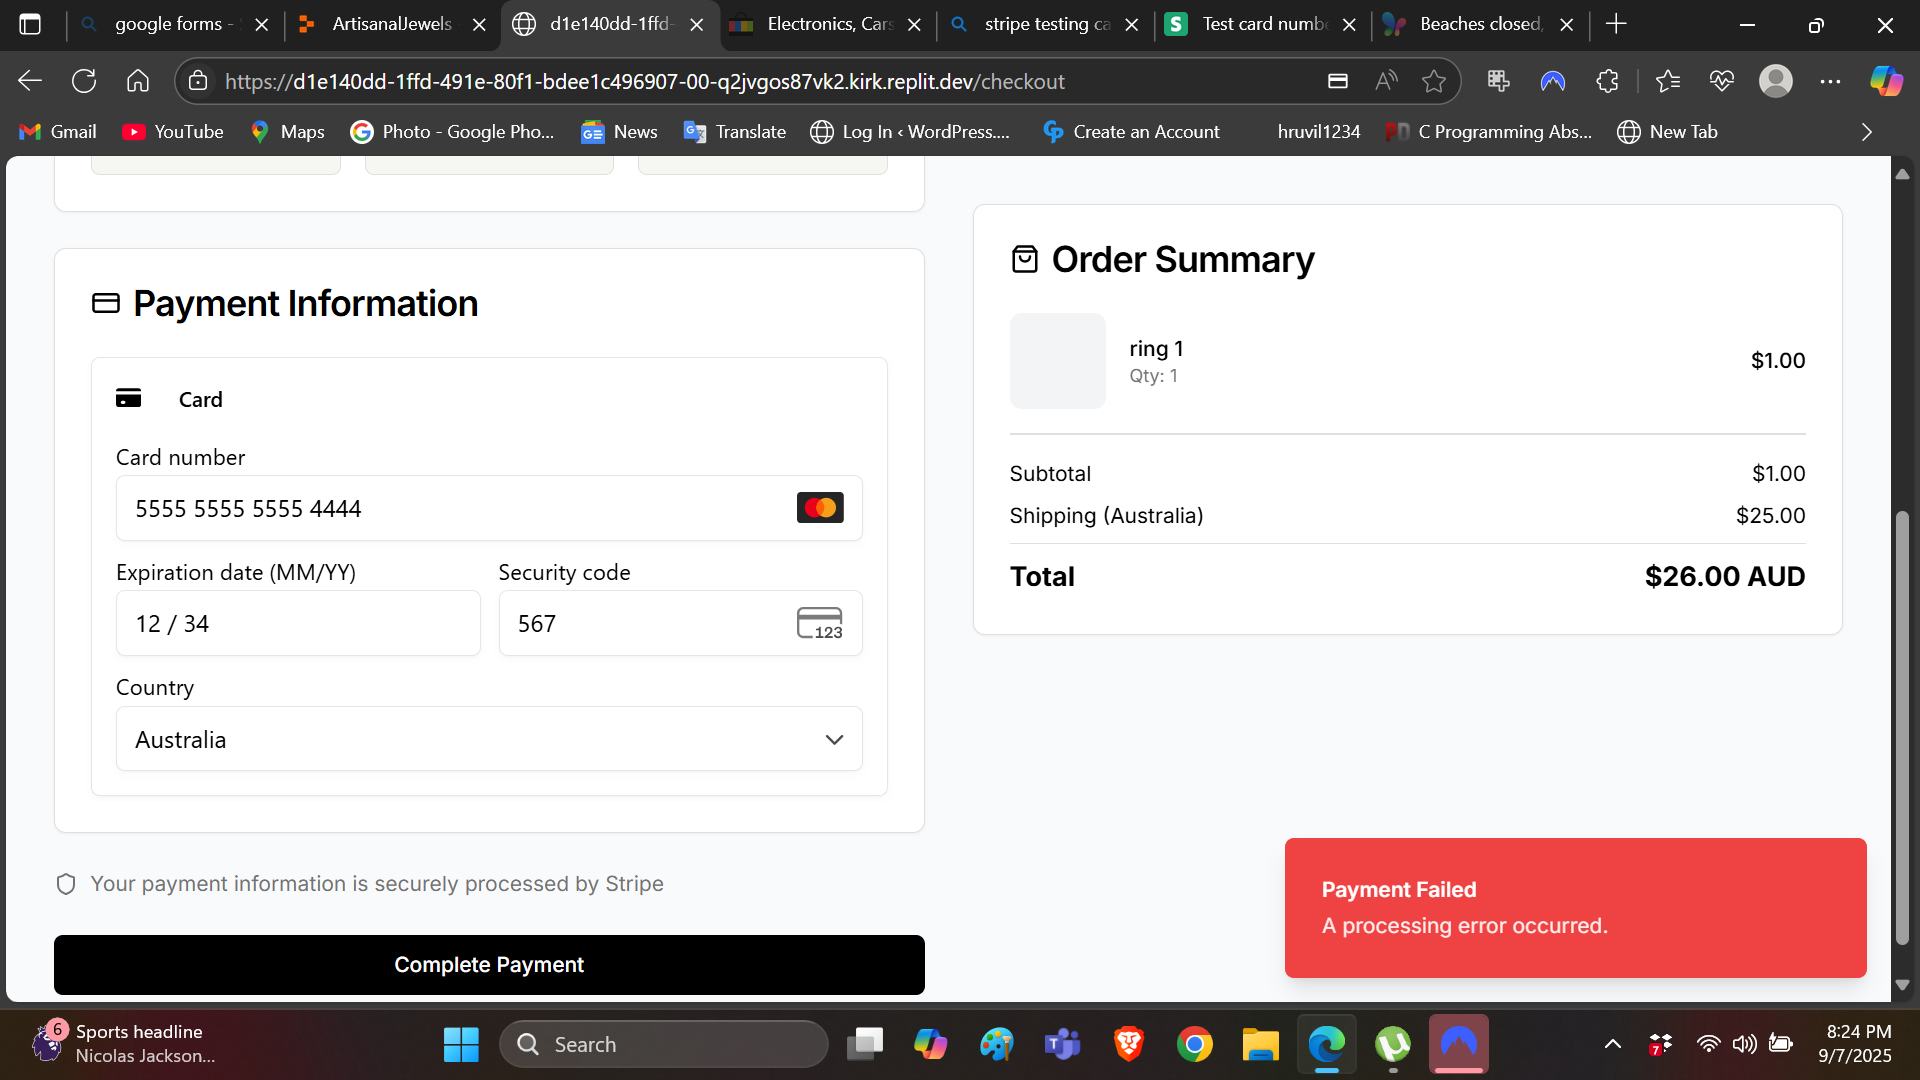 google forms -
ArtisanalJewels
d1e140dd-1ffd-
Electronics, Cars
stripe testing ca
Test card numbe
Beaches closed,
https://d1e140dd-1ffd-491e-80f1-bdee1c496907-00-q2jvgos87vk2.kirk.replit.dev/checkout
Gmail
YouTube
Maps
Photo - Google Pho...
News
Translate
Log In ‹ WordPress....
Create an Account
hruvil1234
C Programming Abs...
New Tab
Payment Information
Card
Card number
5555 5555 5555 4444
Expiration date (MM/YY)
Security code
12 / 34
567
123
Country
Australia
Your payment information is securely processed by Stripe
Complete Payment
Order Summary
ring 1
Qty: 1
$1.00
Subtotal
$1.00
Shipping (Australia)
$25.00
Total
$26.00 AUD
Payment Failed
A processing error occurred.
6
Sports headline
Nicolas Jackson...
Search
7
8:24 PM
9/7/2025